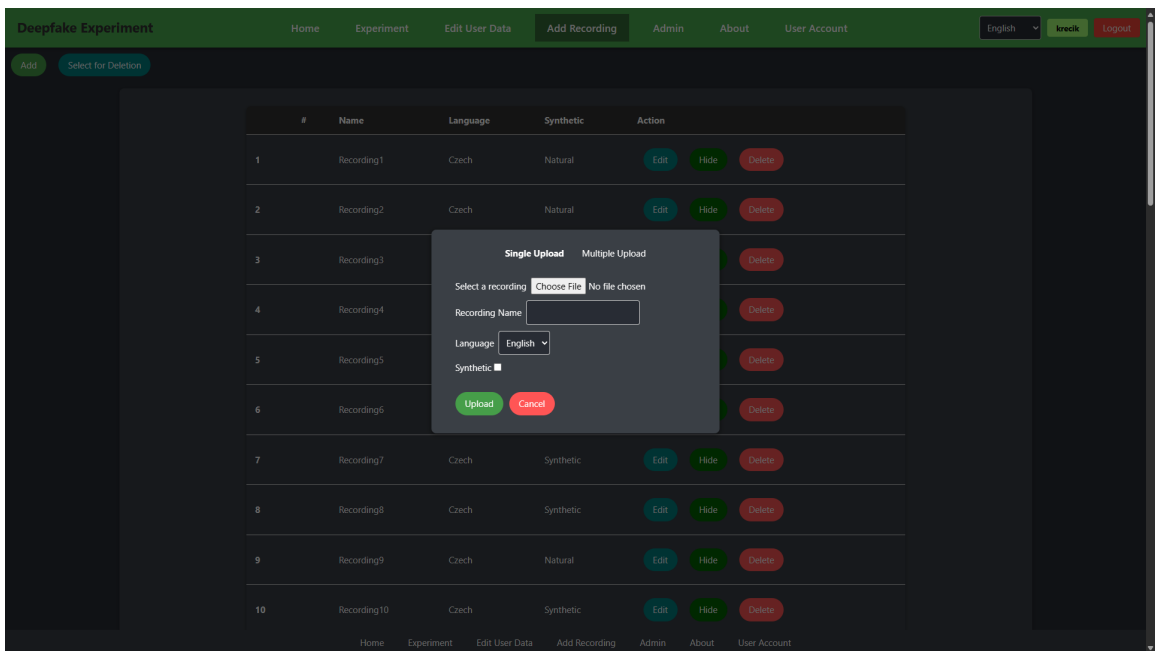 Deepfake Experiment Home Experiment Edit User Data Add Recording Admin About User Account English krecik Logout
Add Select for Deletion
# Name Language Synthetic Action
1 Recording1 Czech Natural Edit Hide Delete
2 Recording2 Czech Natural Edit Hide Delete
Single Upload Multiple Upload
3 Recording3 Delete
Select a recording Choose File No file chosen
4 Recording4 Delete
Recording Name
Language English
5 Recording5 Delete
Synthetic
6 Recording6 Delete
Upload Cancel
7 Recording7 Czech Synthetic Edit Hide Delete
8 Recording8 Czech Synthetic Edit Hide Delete
9 Recording9 Czech Natural Edit Hide Delete
10 Recording10 Czech Synthetic Edit Hide Delete
Home Experiment Edit User Data Add Recording Admin About User Account